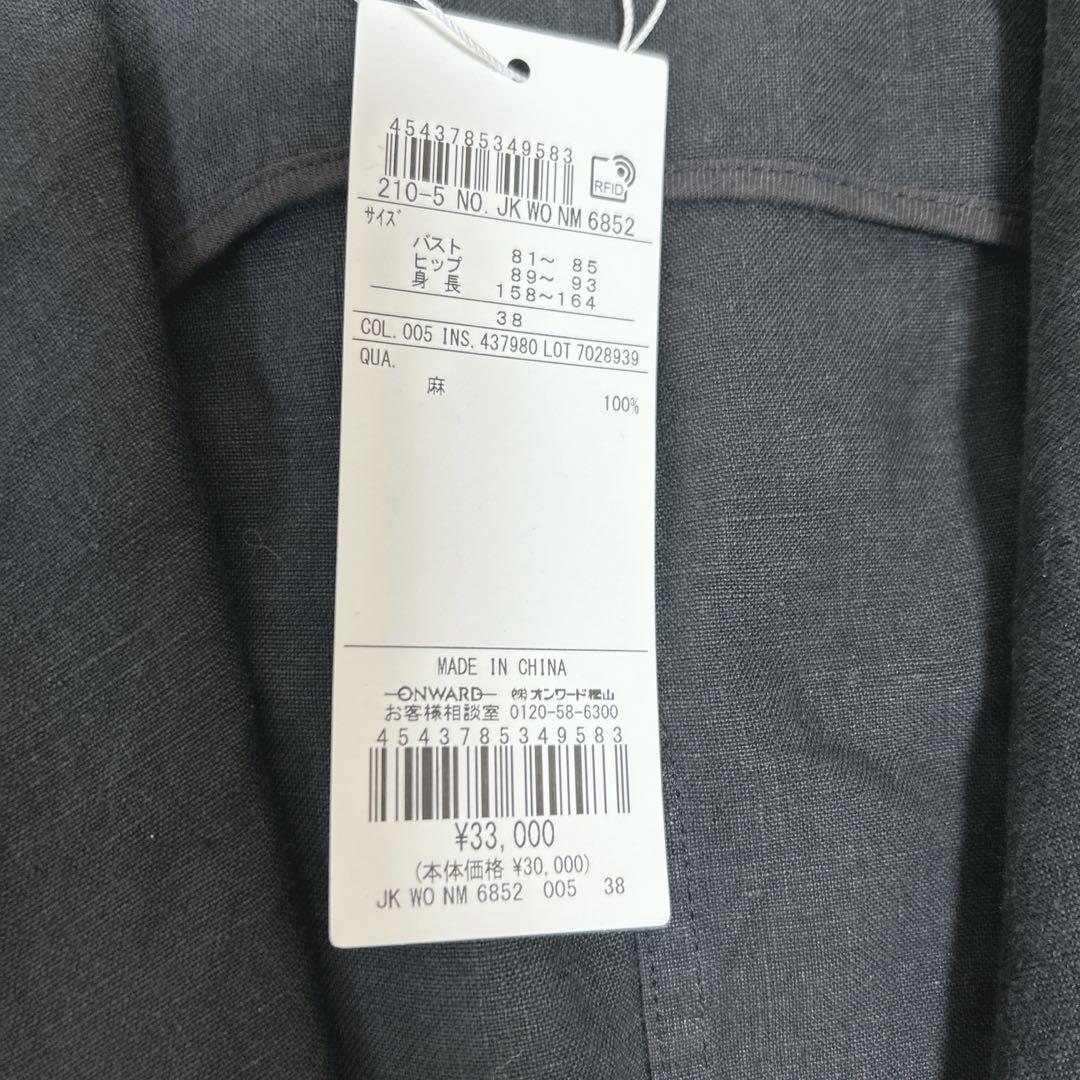 4543785349583
RFID
210-5 NO. JK WO NM 6852
サイズ
バスト 81～ 85
ヒップ 89～ 93
身 長 158～164
38
COL. 005 INS. 437980 LOT 7028939
QUA.
麻
100%
MADE IN CHINA
ONWARD ㈱オンワード樫山
お客様相談室 0120-58-6300
4543785349583
¥33,000
(本体価格 ¥30,000)
JK WO NM 6852 005 38